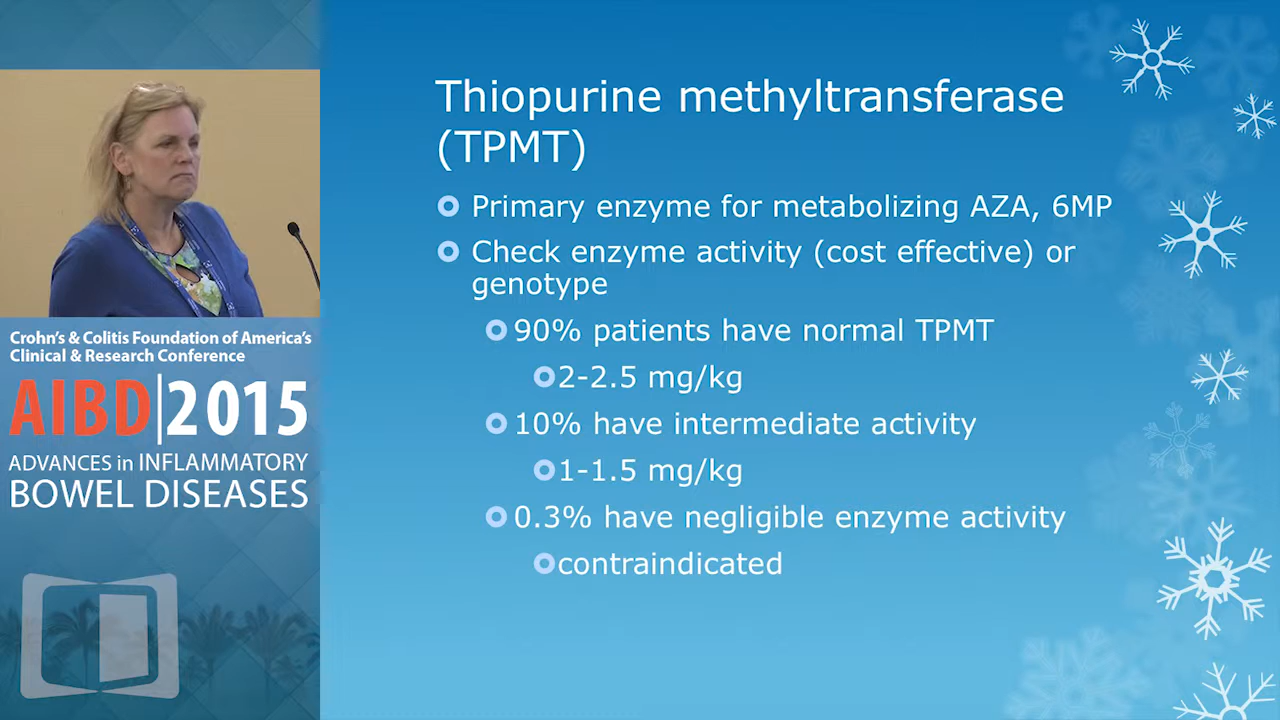 Thiopurine methyltransferase
(TPMT)
Primary enzyme for metabolizing AZA, 6MP
Check enzyme activity (cost effective) or
genotype
90% patients have normal TPMT
2-2.5 mg/kg
10% have intermediate activity
1-1.5 mg/kg
0.3% have negligible enzyme activity
contraindicated
Crohn's & Colitis Foundation of America's
Clinical & Research Conference
AIBD|2015
ADVANCES in INFLAMMATORY
BOWEL DISEASES